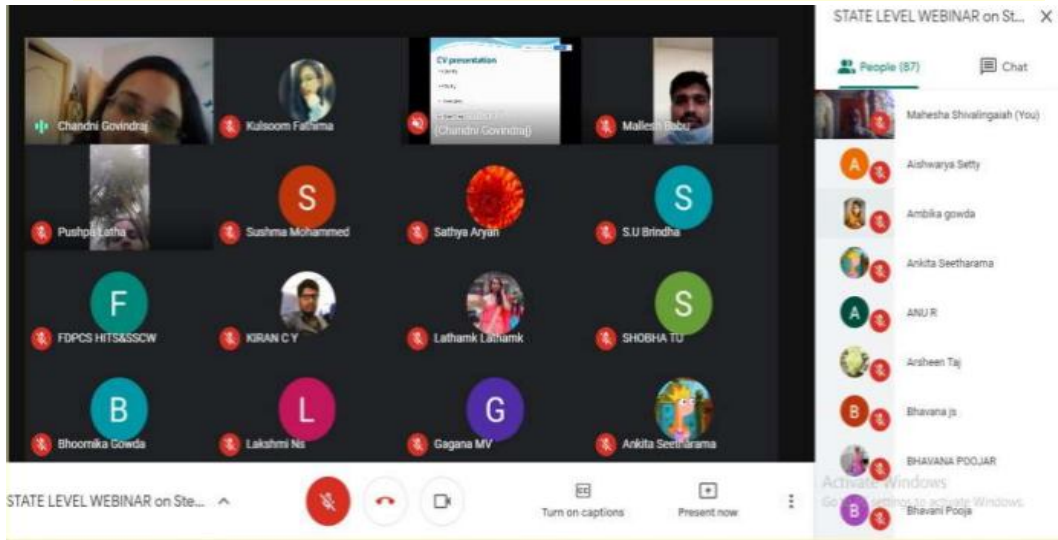 STATE LEVEL WEBINAR on St... X
People (87) Chat
CV presentation
(Chandni Govindraj)
Chandni Govindraj
Kulsoom Fathima
Mallesh Babu
Pushpa Latha
S
Sushma Mohammed
Sathya Aryan
S
S.U Brindha
F
FDPCS HITS&SSCW
KIRAN C Y
Lathamk Lathamk
S
SHOBHA TU
B
Bhoomika Gowda
L
Lakshmi Ns
G
Gagana MV
Ankita Seetharama
Mahesha Shivalingaiah (You)
A
Aishwarya Setty
Ambika gowda
Ankita Seetharama
A
ANU R
Arsheen Taj
B
Bhavana js
BHAVANA POOJAR
B
Bhavani Pooja
Activate Windows
Go to settings to activate Windows.
STATE LEVEL WEBINAR on Ste...
CC
Turn on captions
Present now